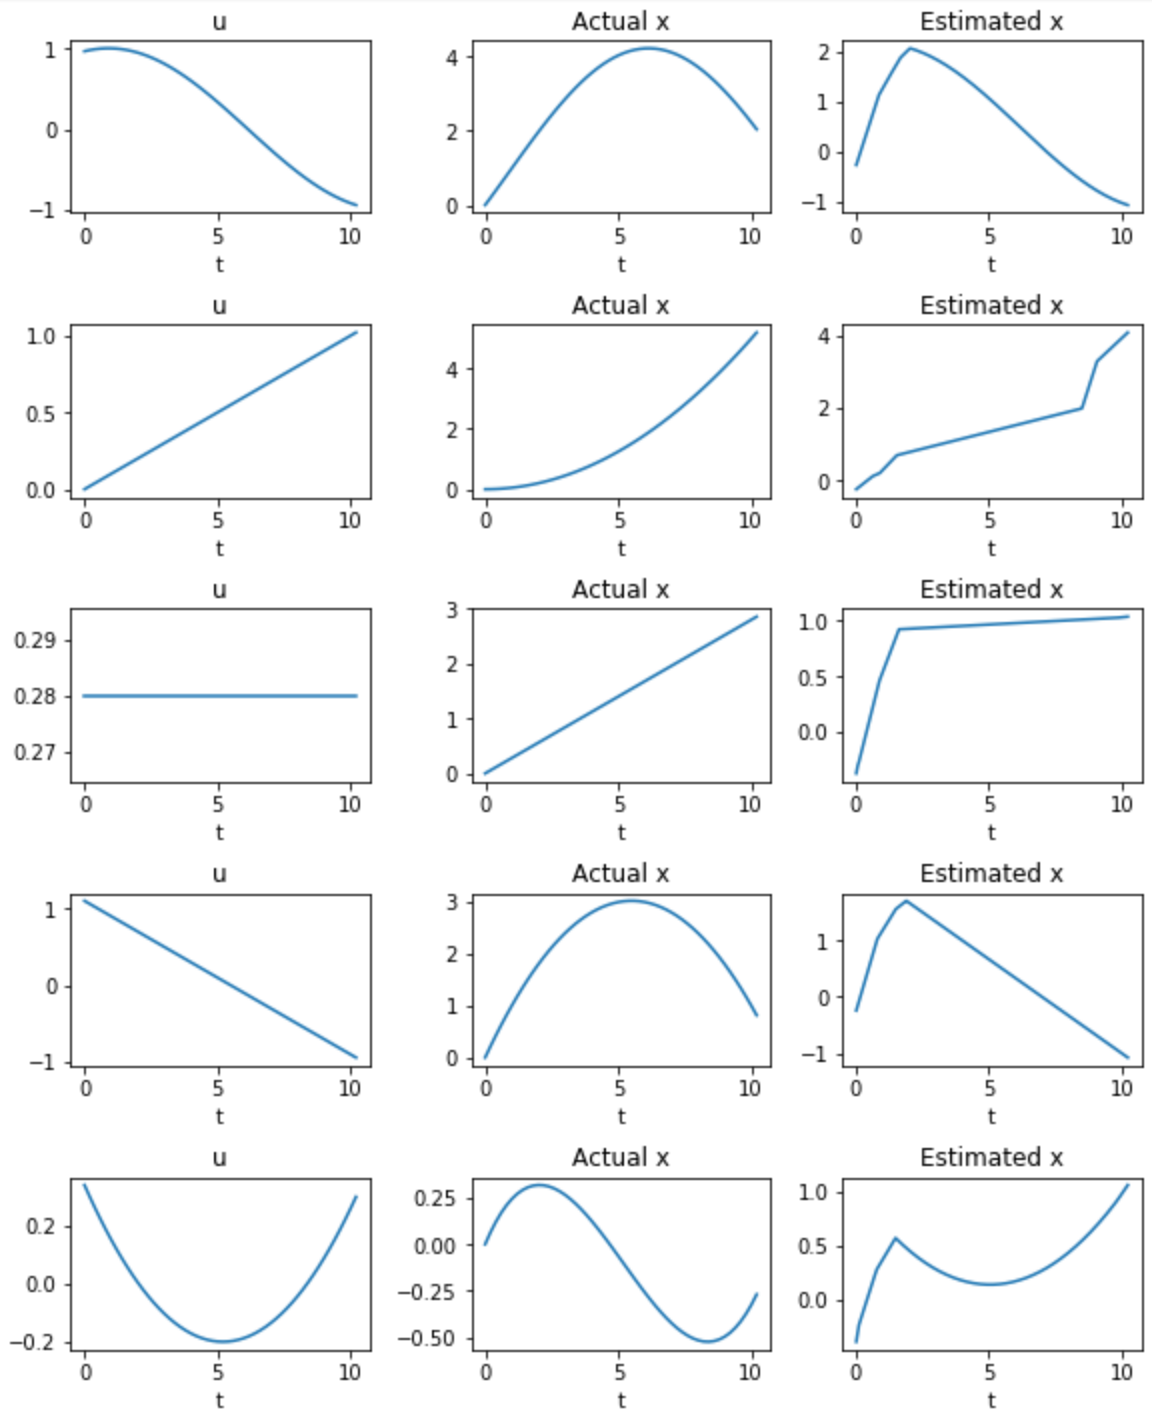 u Actual x Estimated x
1 4 2
2 1
0 0
−1 0 −1
0 5 10 0 5 10 0 5 10
t t t
u Actual x Estimated x
1.0 4 4
0.5 2 2
0.0 0 0
0 5 10 0 5 10 0 5 10
t t t
u Actual x Estimated x
0.29 3 1.0
0.28 2 0.5
0.27 1 0.0
0
0 5 10 0 5 10 0 5 10
t t t
u Actual x Estimated x
1 3 1
0 2 0
1
−1 0 −1
0 5 10 0 5 10 0 5 10
t t t
u Actual x Estimated x
0.2 0.25 1.0
0.00 0.5
0.0 −0.25 0.0
−0.2 −0.50
0 5 10 0 5 10 0 5 10
t t t